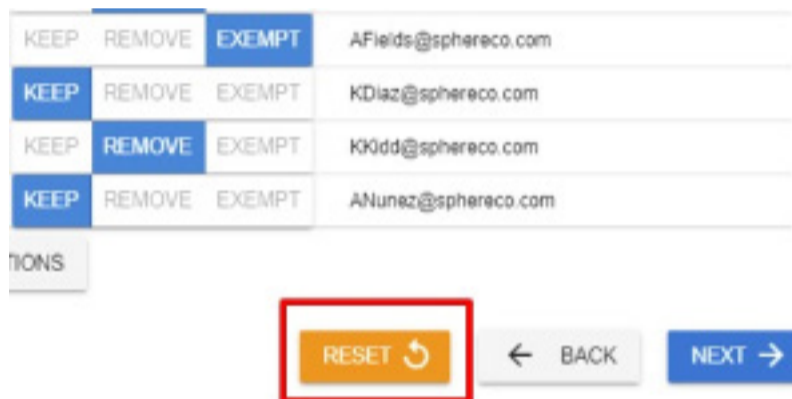 KEEP REMOVE EXEMPT AFields@sphereco.com
KEEP REMOVE EXEMPT KDiaz@sphereco.com
KEEP REMOVE EXEMPT KKidd@sphereco.com
KEEP REMOVE EXEMPT ANunez@sphereco.com
TIONS
RESET BACK NEXT